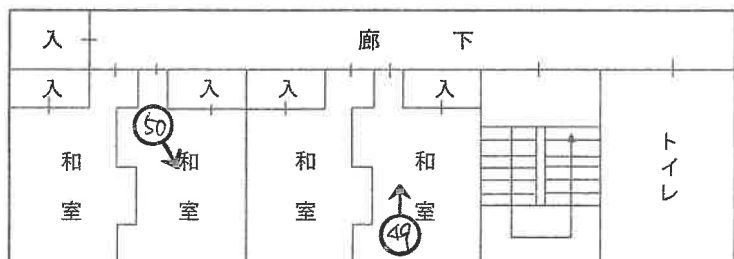 入 廊下
入 入 入 入
50
和室 和室 和室 和室
49
トイレ